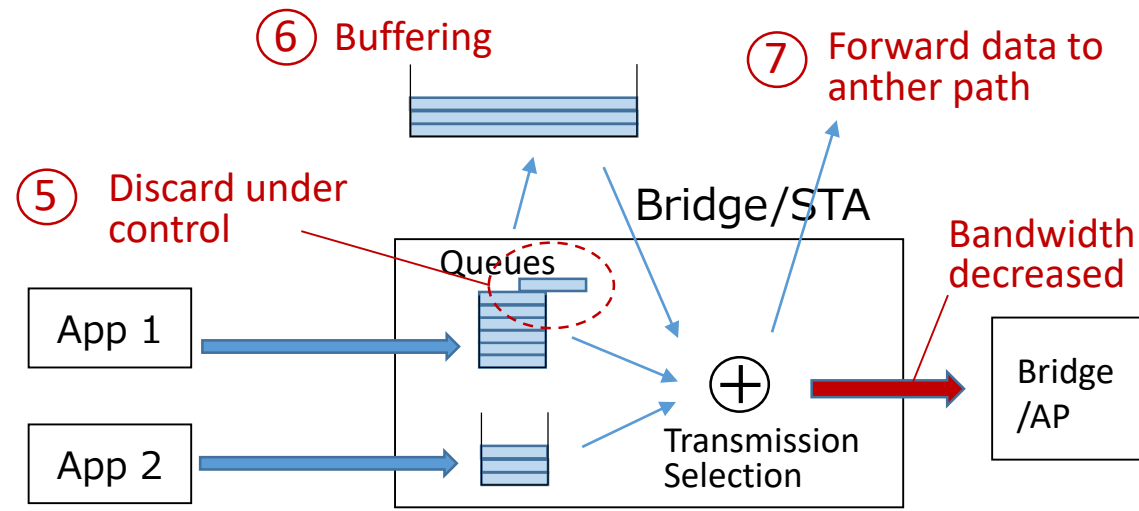 ⑥ Buffering
⑦ Forward data to
anther path
⑤ Discard under
control
Bridge/STA
Bandwidth
decreased
Queues
App 1
Bridge
/AP
App 2
Transmission
Selection